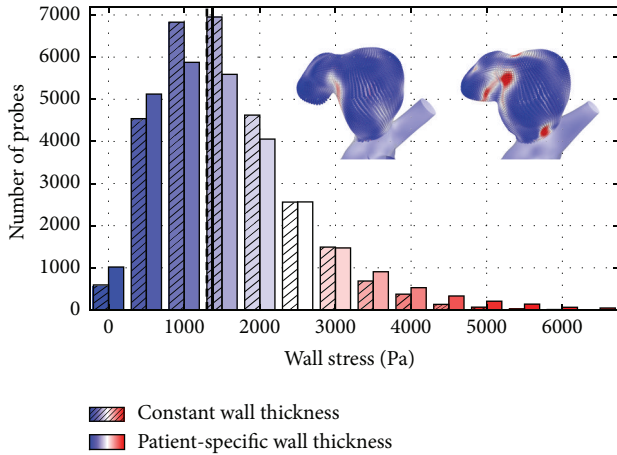 7000
6000
5000
4000
3000
2000
1000
0
Number of probes
0 1000 2000 3000 4000 5000 6000
Wall stress (Pa)
Constant wall thickness
Patient-specific wall thickness